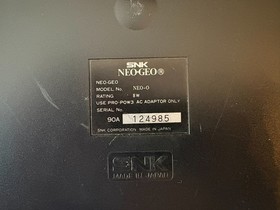 SNK
NEO·GEO®
NEO-GEO
MODEL No. NEO-0
RATING 8W
USE PRO-POW3 AC ADAPTOR ONLY
SERIAL No.
90A 124985
SNK CORPORATION MADE IN JAPAN
SNK
MADE IN JAPAN